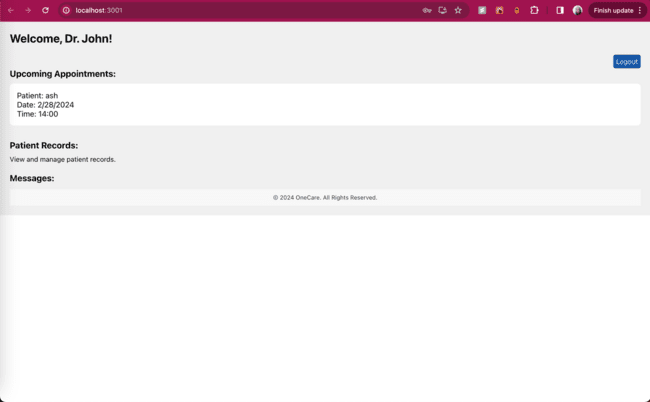 localhost:3001
Finish update
Welcome, Dr. John!
Logout
Upcoming Appointments:
Patient: ash
Date: 2/28/2024
Time: 14:00
Patient Records:
View and manage patient records.
Messages:
© 2024 OneCare. All Rights Reserved.